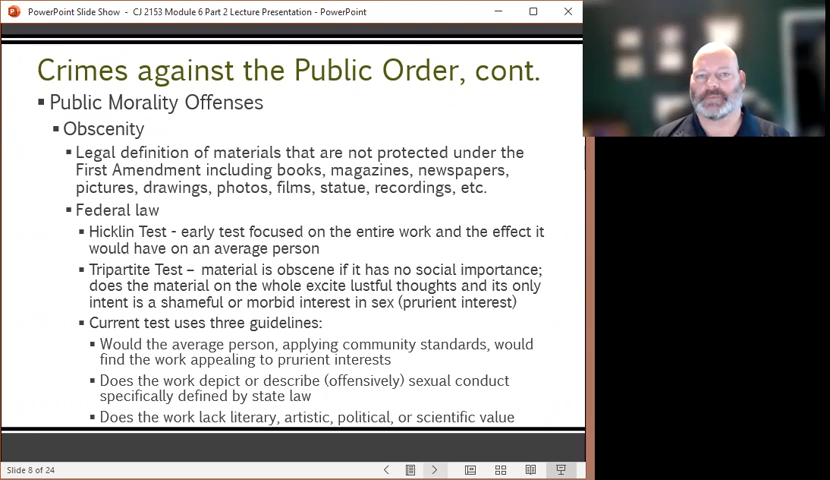 PowerPoint Slide Show - CJ 2153 Module 6 Part 2 Lecture Presentation - PowerPoint
Crimes against the Public Order, cont.
Public Morality Offenses
Obscenity
Legal definition of materials that are not protected under the
First Amendment including books, magazines, newspapers,
pictures, drawings, photos, films, statue, recordings, etc.
Federal law
Hicklin Test - early test focused on the entire work and the effect it
would have on an average person
Tripartite Test – material is obscene if it has no social importance;
does the material on the whole excite lustful thoughts and its only
intent is a shameful or morbid interest in sex (prurient interest)
Current test uses three guidelines:
Would the average person, applying community standards, would
find the work appealing to prurient interests
Does the work depict or describe (offensively) sexual conduct
specifically defined by state law
Does the work lack literary, artistic, political, or scientific value
Slide 8 of 24